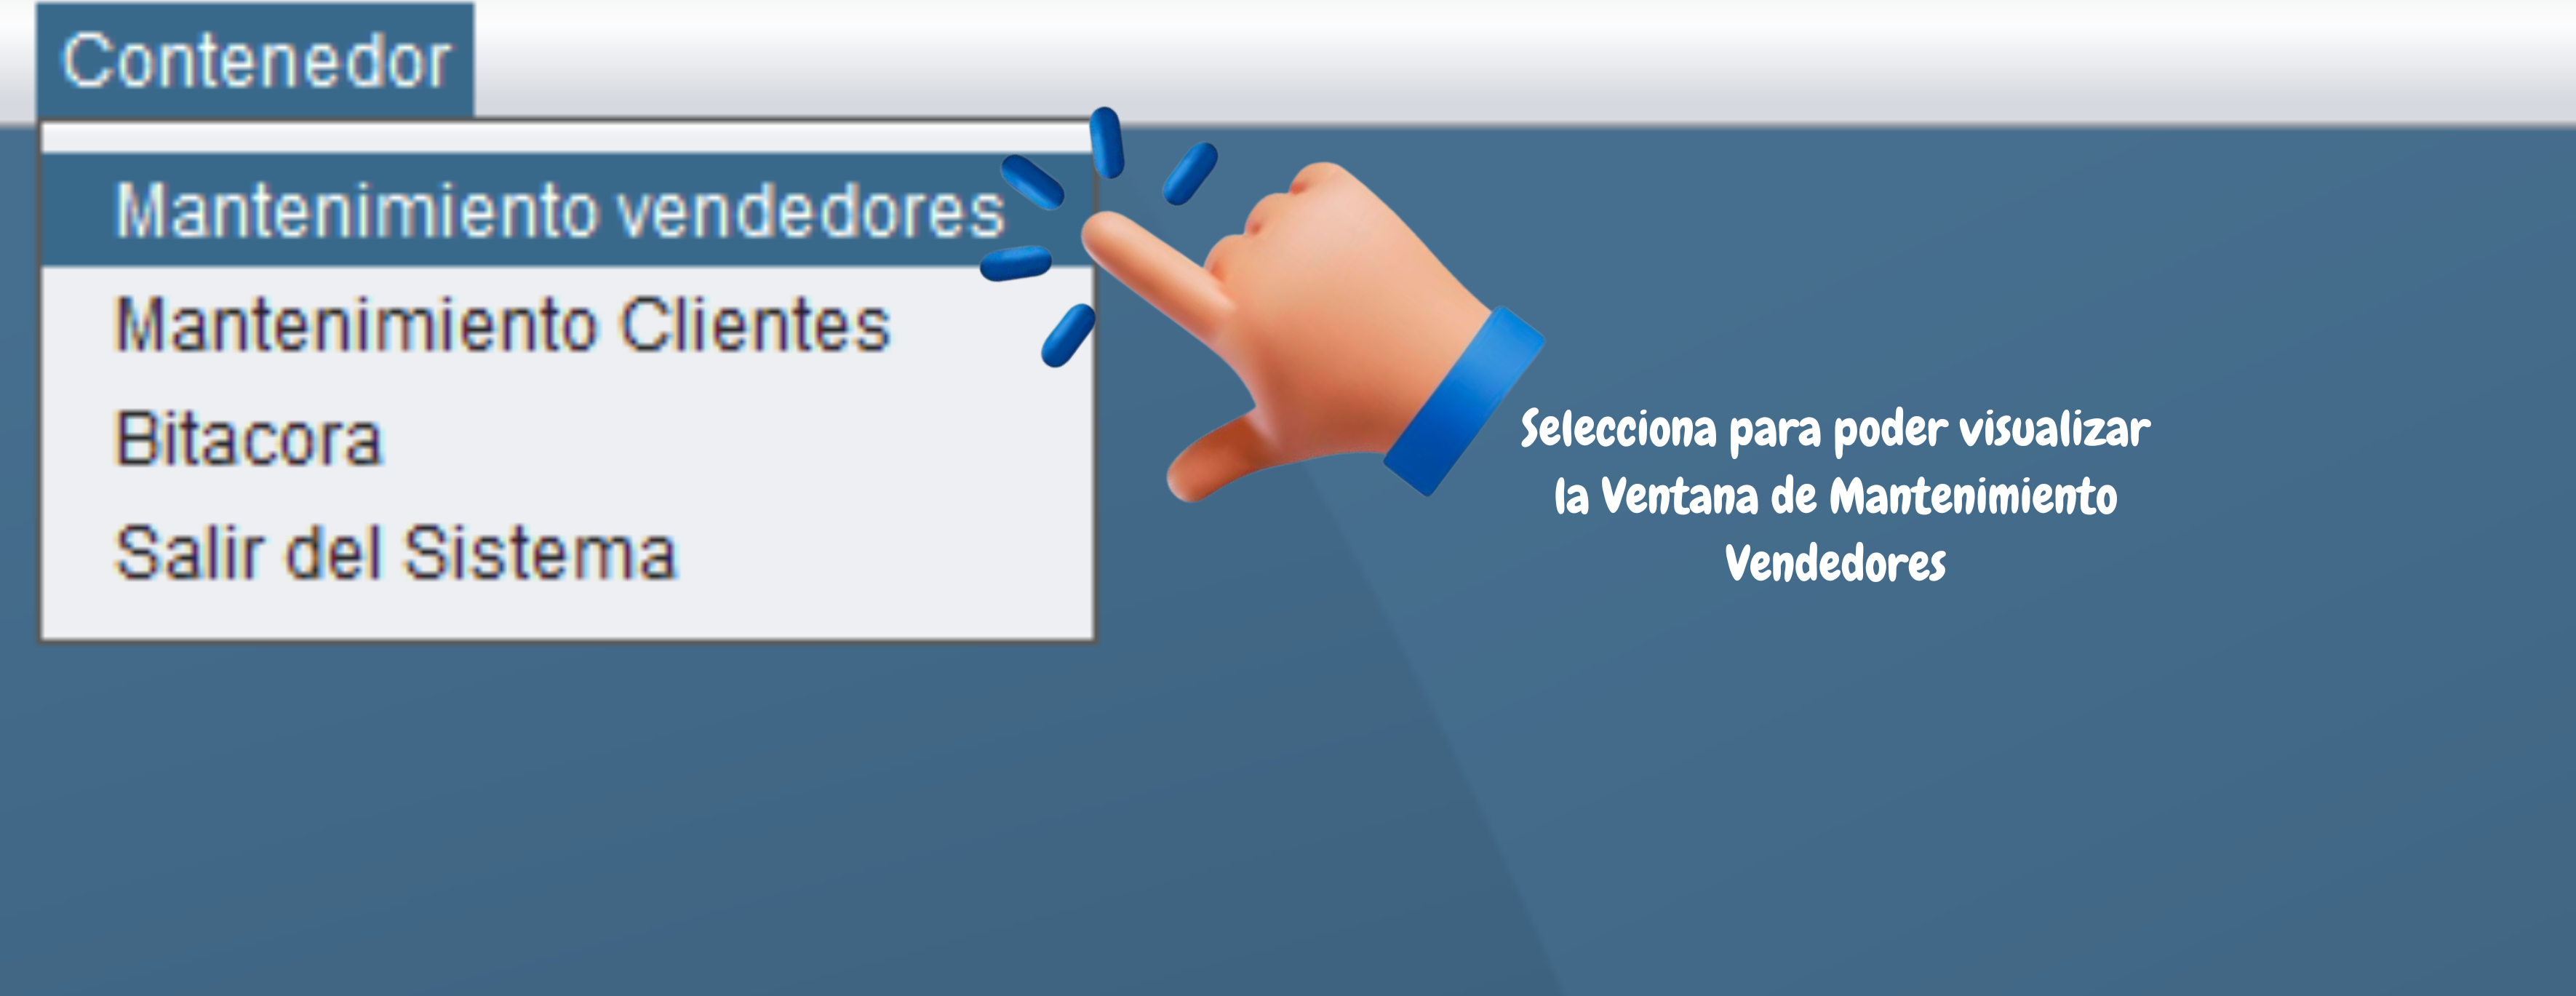 Contenedor
Mantenimiento vendedores
Mantenimiento Clientes
Bitacora
Salir del Sistema
Selecciona para poder visualizar
la Ventana de Mantenimiento
Vendedores